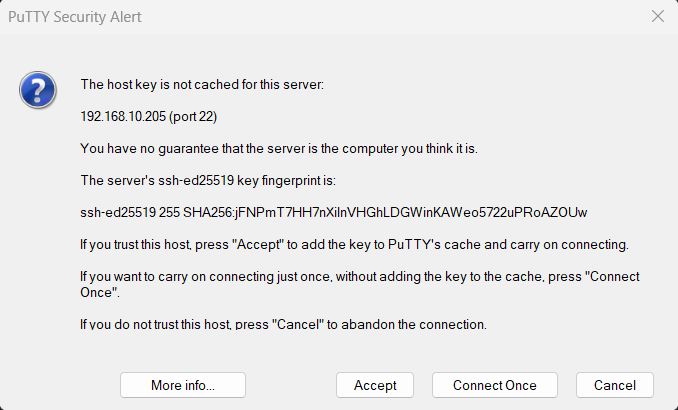 PuTTY Security Alert
The host key is not cached for this server:
192.168.10.205 (port 22)
You have no guarantee that the server is the computer you think it is.
The server's ssh-ed25519 key fingerprint is:
ssh-ed25519 255 SHA256:jFNPmT7HH7nXiInVHGhLDGWinKAWeo5722uPRoAZOUw
If you trust this host, press "Accept" to add the key to PuTTY's cache and carry on connecting.
If you want to carry on connecting just once, without adding the key to the cache, press "Connect
Once".
If you do not trust this host, press "Cancel" to abandon the connection.
More info...
Accept
Connect Once
Cancel